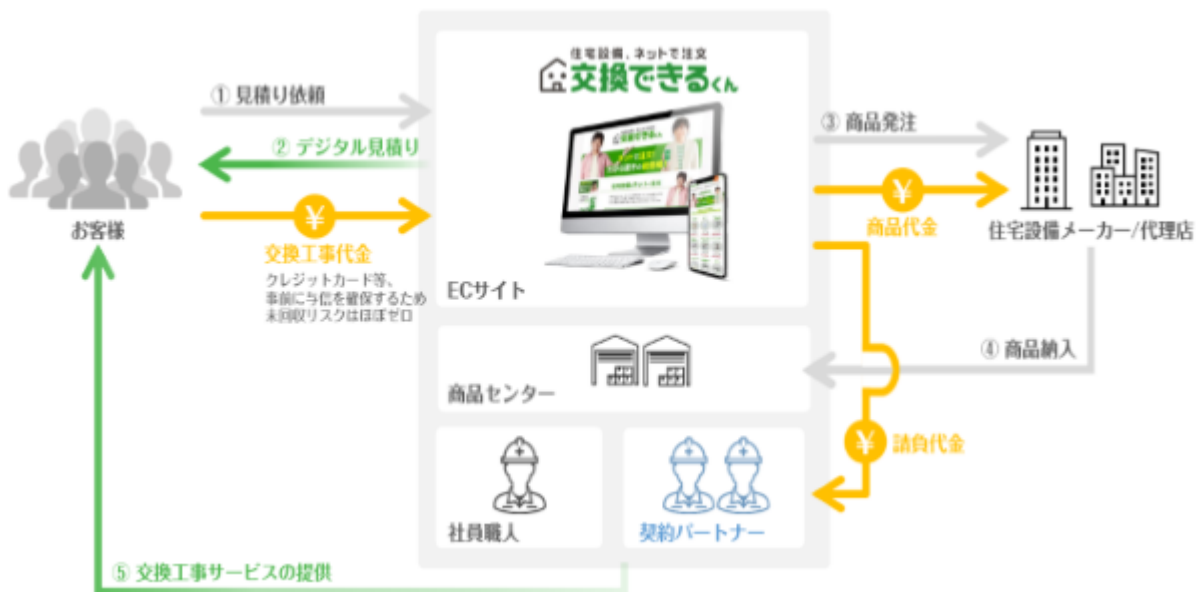 住宅設備、ネットで注文
交換できるくん
① 見積り依頼
② デジタル見積り
③ 商品発注
¥
¥
お客様
交換工事代金
クレジットカード等、
事前に与信を確保するため
未回収リスクはほぼゼロ
商品代金
住宅設備メーカー/代理店
ECサイト
④ 商品納入
商品センター
¥
請負代金
社員職人
契約パートナー
⑤ 交換工事サービスの提供